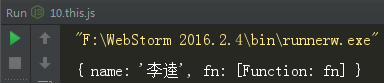 Run 10.this.js
"F:\WebStorm 2016.2.4\bin\runnerw.exe"
{ name: '李逵', fn: [Function: fn] }